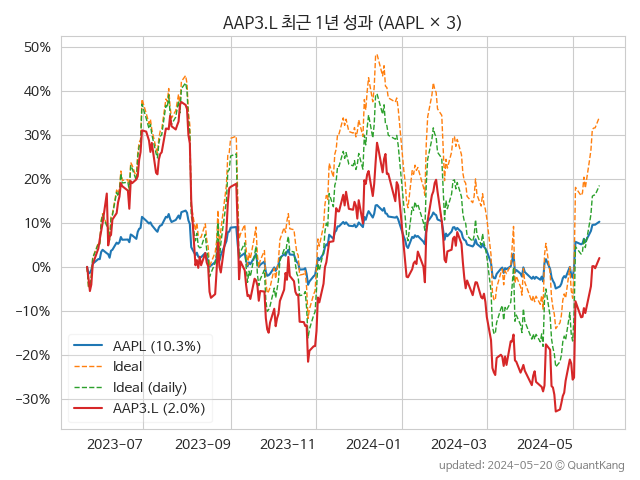 AAP3.L 최근 1년 성과 (AAPL × 3)
50%
40%
30%
20%
10%
0%
−10%
−20%
−30%
AAPL (10.3%)
Ideal
Ideal (daily)
AAP3.L (2.0%)
2023-07
2023-09
2023-11
2024-01
2024-03
2024-05
updated: 2024-05-20 ⓒ QuantKang